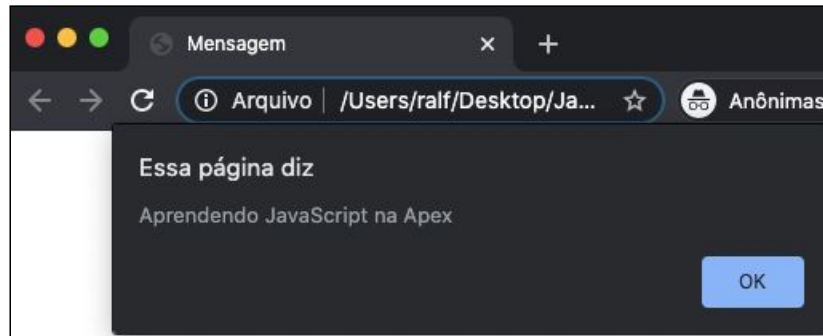 Mensagem
Arquivo /Users/ralf/Desktop/Ja... Anônimas
Essa página diz
Aprendendo JavaScript na Apex
OK